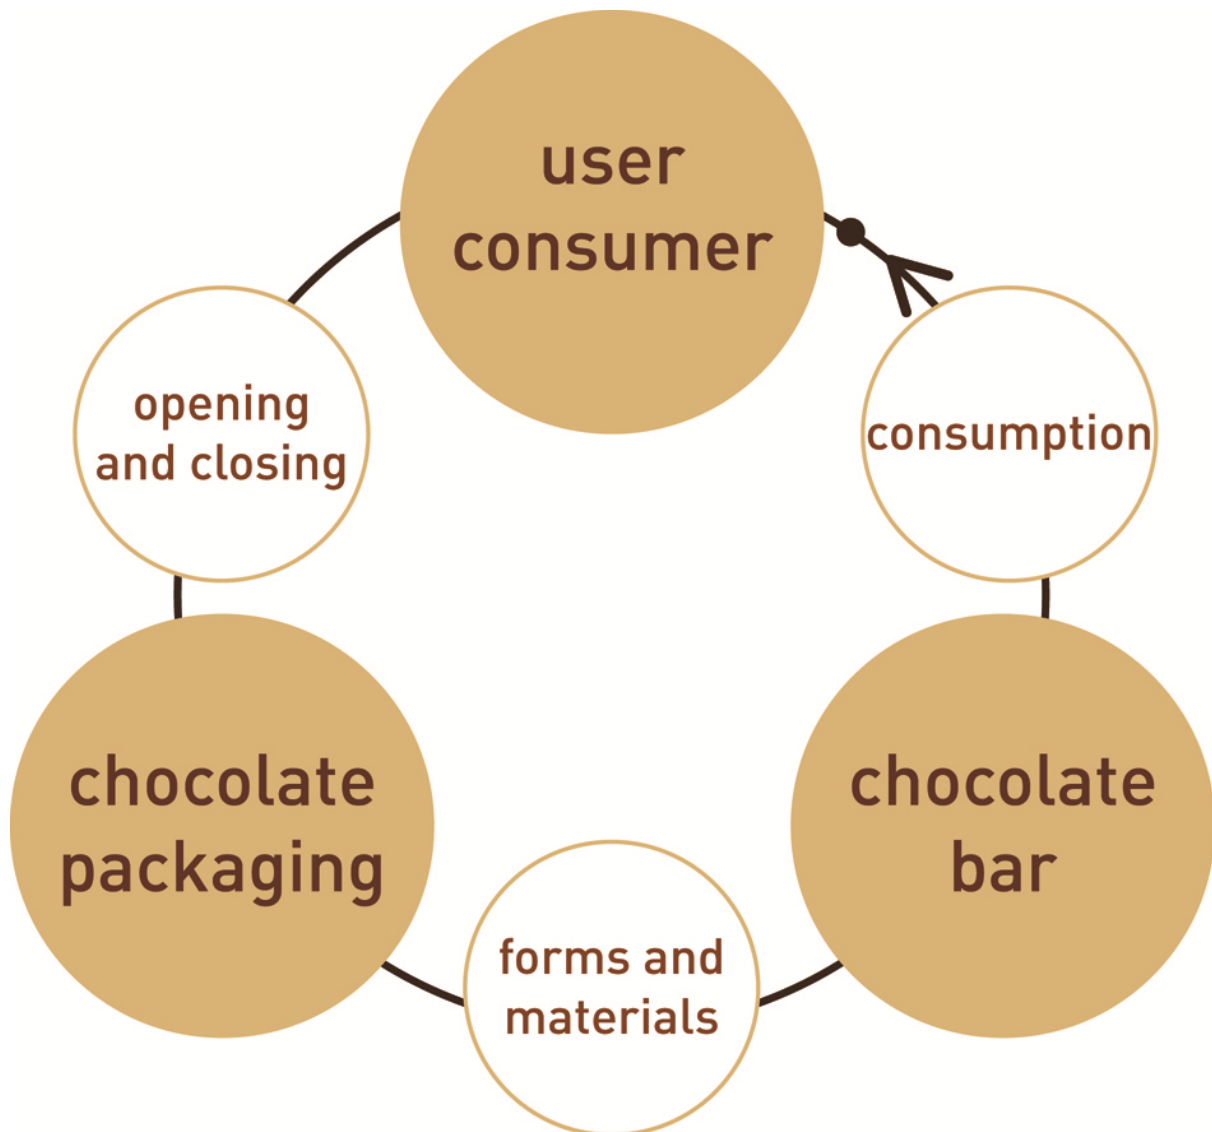 user
consumer
opening
and closing
consumption
chocolate
packaging
chocolate
bar
forms and
materials